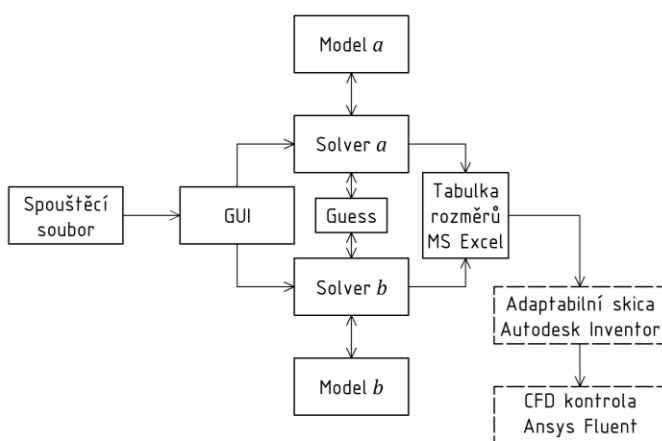 Model a
Solver a
Spouštěcí
soubor
GUI
Guess
Tabulka
rozměrů
MS Excel
Solver b
Model b
Adaptabilní skica
Autodesk Inventor
CFD kontrola
Ansys Fluent